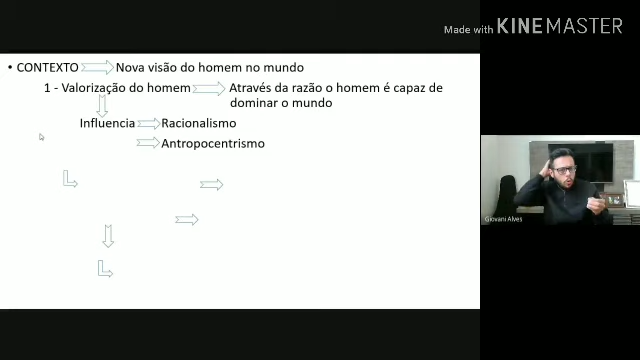 Made with KINEMASTER
• CONTEXTO Nova visão do homem no mundo
1 - Valorização do homem Através da razão o homem é capaz de
dominar o mundo
Influencia Racionalismo
Antropocentrismo
Giovani Alves